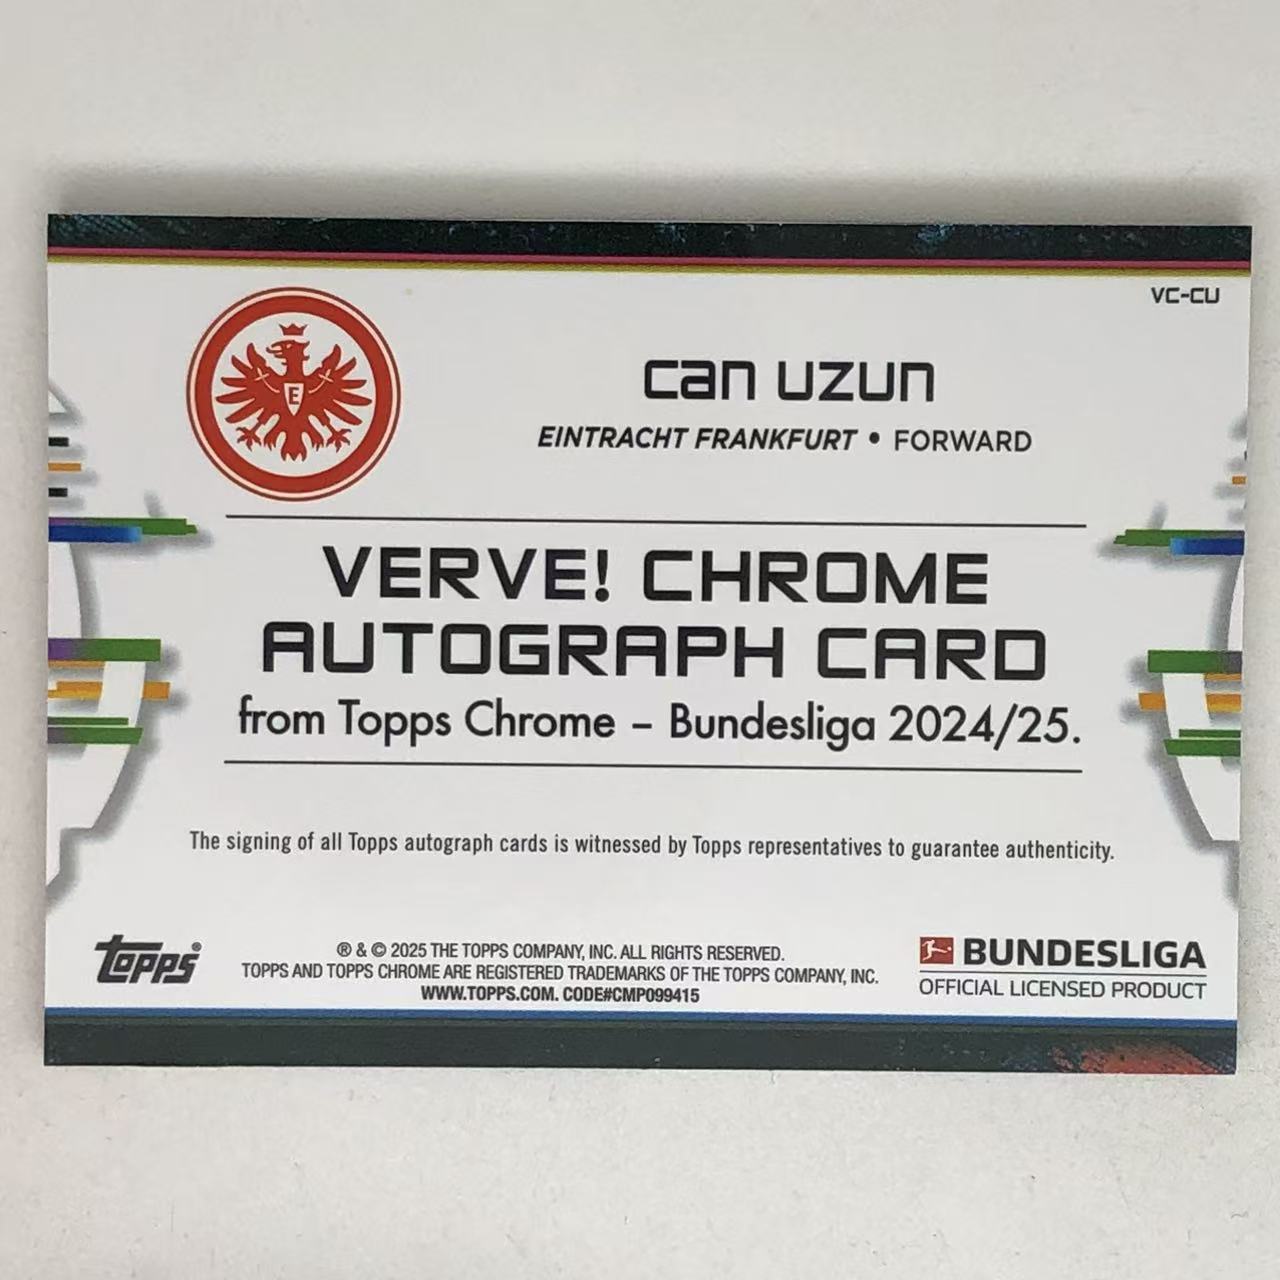 VC-CU
E
can uzun
EINTRACHT FRANKFURT • FORWARD
VERVE! CHROME
AUTOGRAPH CARD
from Topps Chrome – Bundesliga 2024/25.
The signing of all Topps autograph cards is witnessed by Topps representatives to guarantee authenticity.
topps®
® & © 2025 THE TOPPS COMPANY, INC. ALL RIGHTS RESERVED.
TOPPS AND TOPPS CHROME ARE REGISTERED TRADEMARKS OF THE TOPPS COMPANY, INC.
WWW.TOPPS.COM. CODE#CMP099415
BUNDESLIGA
OFFICIAL LICENSED PRODUCT